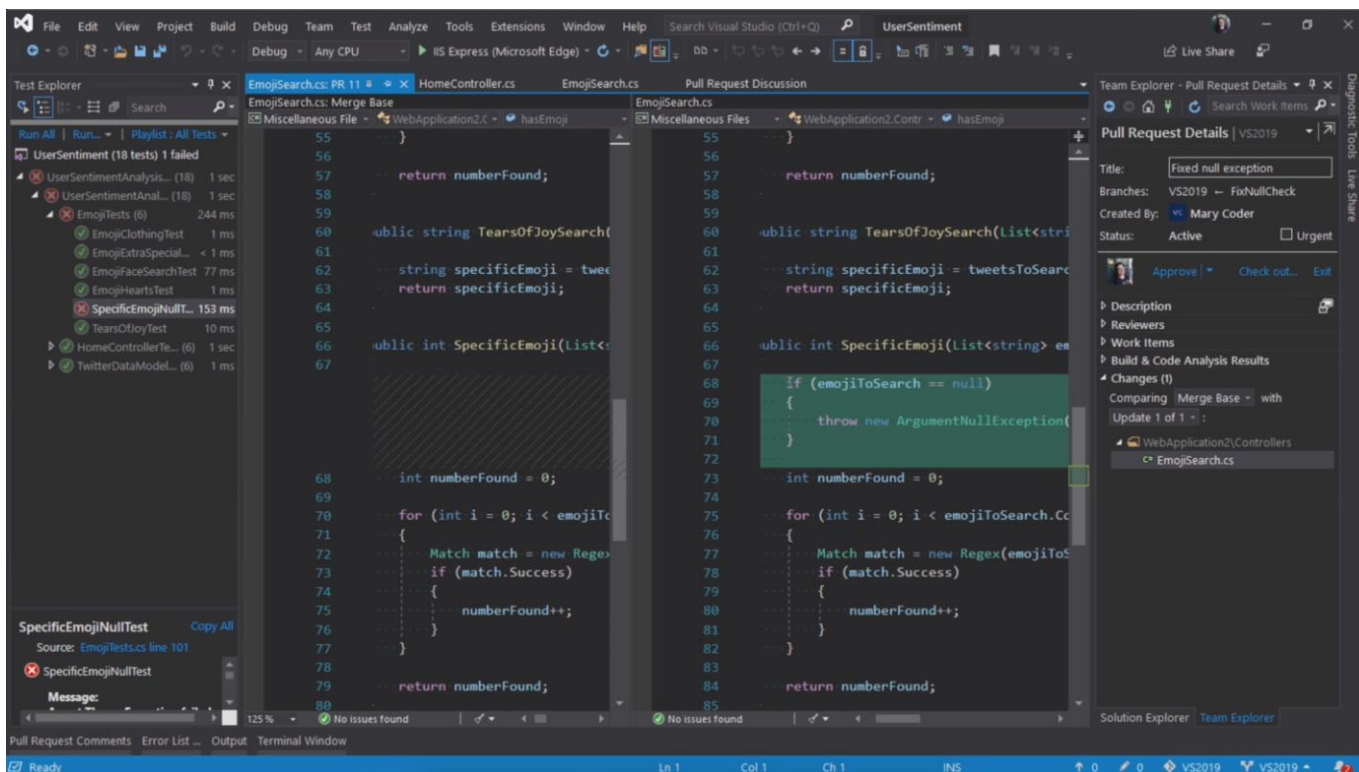 File Edit View Project Build Debug Team Test Analyze Tools Extensions Window Help Search Visual Studio (Ctrl+Q) UserSentiment
Debug Any CPU IIS Express (Microsoft Edge) Live Share
Test Explorer
Search
Run All | Run... | Playlist : All Tests
UserSentiment (18 tests) 1 failed
UserSentimentAnalysis... (18) 1 sec
UserSentimentAnal... (18) 1 sec
EmojiTests (6) 244 ms
EmojiClothingTest 1 ms
EmojiExtraSpecial... < 1 ms
EmojiFaceSearchTest 77 ms
EmojiHeartsTest 1 ms
SpecificEmojiNullT... 153 ms
TearsOfJoyTest 10 ms
HomeControllerTe... (6) 1 sec
TwitterDataModel... (6) 1 ms
SpecificEmojiNullTest Copy All
Source: EmojiTests.cs line 101
SpecificEmojiNullTest
Message:
EmojiSearch.cs: PR 11 HomeController.cs EmojiSearch.cs Pull Request Discussion
EmojiSearch.cs: Merge Base
Miscellaneous File WebApplication2.C hasEmoji
55 }
56
57 return numberFound;
58
59
60 ublic string TearsOfJoySearch(
61
62 string specificEmoji = twee
63 return specificEmoji;
64
65
66 ublic int SpecificEmoji(List<s
67
68 int numberFound = 0;
69
70 for (int i = 0; i < emojiTo
71 {
72 Match match = new Regex
73 if (match.Success)
74 {
75 numberFound++;
76 }
77 }
78
79 return numberFound;
80
125 % No issues found
EmojiSearch.cs
Miscellaneous Files WebApplication2.Contr hasEmoji
55 }
56
57 return numberFound;
58
59
60 ublic string TearsOfJoySearch(List<stri
61
62 string specificEmoji = tweetsToSearc
63 return specificEmoji;
64
65
66 ublic int SpecificEmoji(List<string> em
67
68 if (emojiToSearch == null)
69 {
70 throw new ArgumentNullException(
71 }
72
73 int numberFound = 0;
74
75 for (int i = 0; i < emojiToSearch.Co
76 {
77 Match match = new Regex(emojiToS
78 if (match.Success)
79 {
80 numberFound++;
81 }
82 }
83
84 return numberFound;
85
No issues found
Team Explorer - Pull Request Details
Search Work Items
Pull Request Details | VS2019
Title: Fixed null exception
Branches: VS2019 ← FixNullCheck
Created By: VC Mary Coder
Status: Active Urgent
Approve Check out... Exit
Description
Reviewers
Work Items
Build & Code Analysis Results
Changes (1)
Comparing Merge Base with
Update 1 of 1 :
WebApplication2\Controllers
C# EmojiSearch.cs
Solution Explorer Team Explorer
Diagnostic Tools
Live Share
Pull Request Comments Error List ... Output Terminal Window
Ready Ln 1 Col 1 Ch 1 INS 0 0 VS2019 VS2019 2